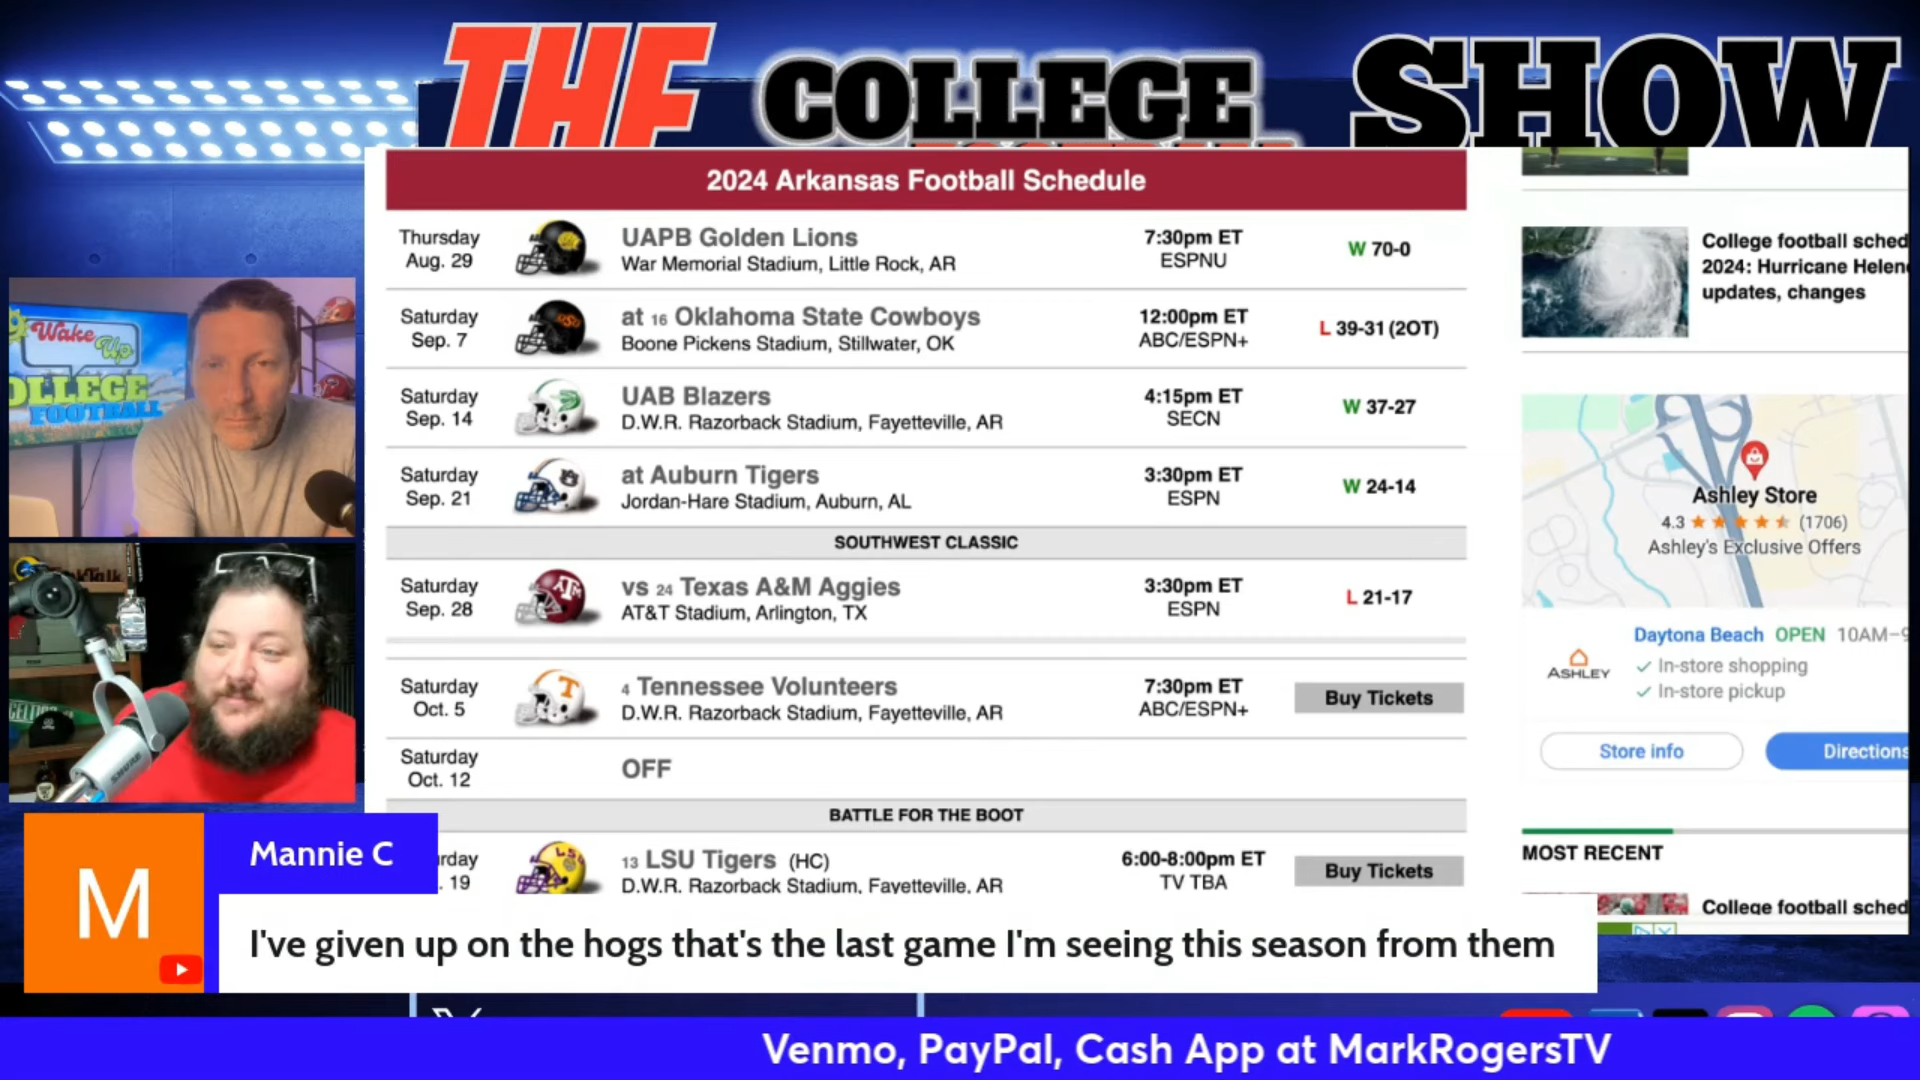 THE COLLEGE SHOW
FOOTBALL
2024 Arkansas Football Schedule
Thursday
Aug. 29
UAPB Golden Lions
War Memorial Stadium, Little Rock, AR
7:30pm ET
ESPNU
W 70-0
Saturday
Sep. 7
at 16 Oklahoma State Cowboys
Boone Pickens Stadium, Stillwater, OK
12:00pm ET
ABC/ESPN+
L 39-31 (2OT)
Saturday
Sep. 14
UAB Blazers
D.W.R. Razorback Stadium, Fayetteville, AR
4:15pm ET
SECN
W 37-27
Saturday
Sep. 21
at Auburn Tigers
Jordan-Hare Stadium, Auburn, AL
3:30pm ET
ESPN
W 24-14
SOUTHWEST CLASSIC
Saturday
Sep. 28
vs 24 Texas A&M Aggies
AT&T Stadium, Arlington, TX
3:30pm ET
ESPN
L 21-17
Saturday
Oct. 5
4 Tennessee Volunteers
D.W.R. Razorback Stadium, Fayetteville, AR
7:30pm ET
ABC/ESPN+
Buy Tickets
Saturday
Oct. 12
OFF
BATTLE FOR THE BOOT
rday
. 19
13 LSU Tigers (HC)
D.W.R. Razorback Stadium, Fayetteville, AR
6:00-8:00pm ET
TV TBA
Buy Tickets
College football sched
2024: Hurricane Helen
updates, changes
Ashley Store
4.3 (1706)
Ashley's Exclusive Offers
ASHLEY
Daytona Beach OPEN 10AM–9
In-store shopping
In-store pickup
Store info
Directions
MOST RECENT
College football sched
Wake
Up
OLLEGE
FOOTBALL
SHURE
M
Mannie C
I've given up on the hogs that's the last game I'm seeing this season from them
Venmo, PayPal, Cash App at MarkRogersTV